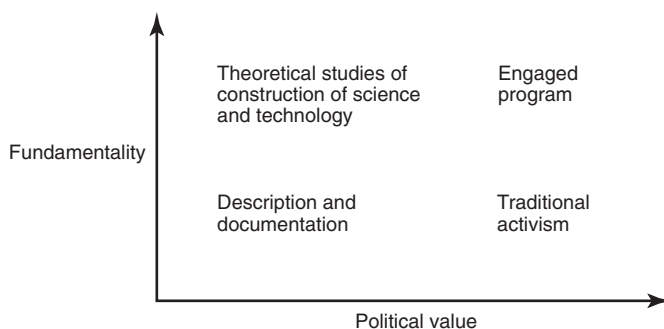 Theoretical studies of
construction of science
and technology
Engaged
program
Fundamentality
Description and
documentation
Traditional
activism
Political value